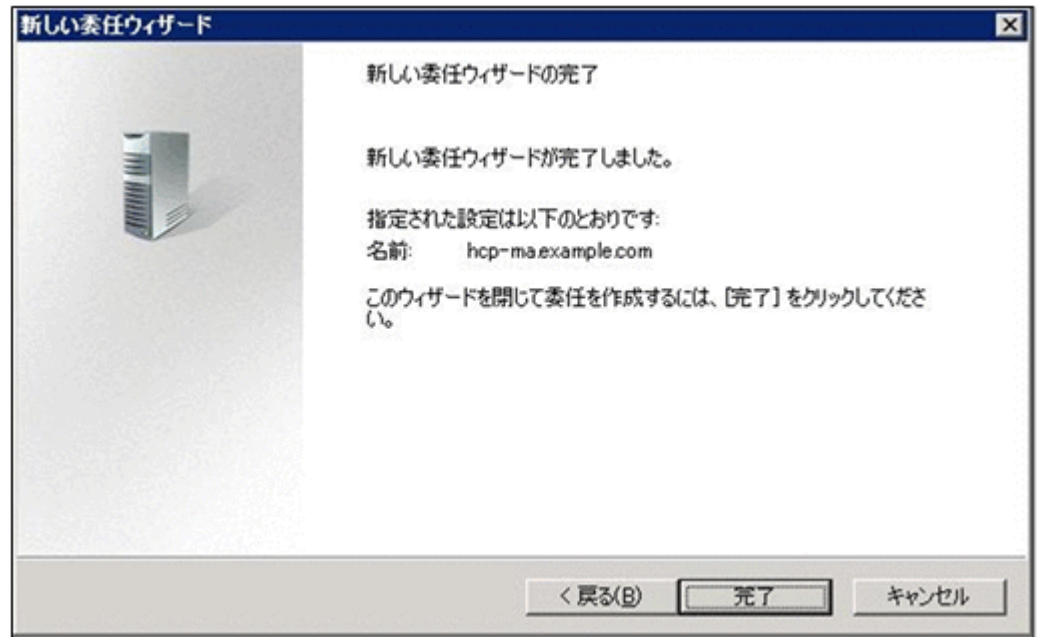 新しい委任ウィザード
新しい委任ウィザードの完了
新しい委任ウィザードが完了しました。
指定された設定は以下のとおりです:
名前: hcp-ma.example.com
このウィザードを閉じて委任を作成するには、[完了] をクリックしてくださ
い。
< 戻る(B) 完了 キャンセル